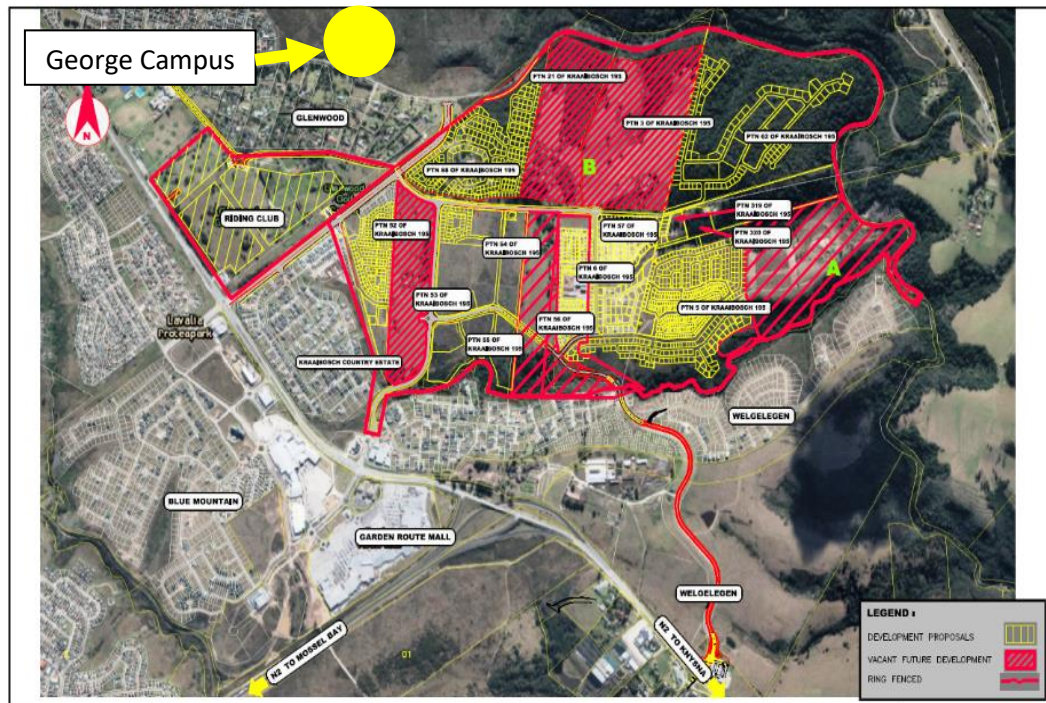 George Campus
N
GLENWOOD
PTN 21 OF KRAAIBOSCH 195
PTN 3 OF KRAAIBOSCH 195
PTN 62 OF KRAAIBOSCH 195
PTN 88 OF KRAAIBOSCH 195
B
RIDING CLUB
PTN 52 OF
KRAAIBOSCH 195
PTN 54 OF
KRAAIBOSCH 195
PTN 57 OF
KRAAIBOSCH 195
PTN 319 OF
KRAAIBOSCH 195
PTN 320 OF
KRAAIBOSCH 195
A
PTN 53 OF
KRAAIBOSCH 195
PTN 6 OF
KRAAIBOSCH 195
PTN 5 OF KRAAIBOSCH 195
PTN 56 OF
KRAAIBOSCH 195
PTN 55 OF
KRAAIBOSCH 195
Lavalia
Proteapark
KRAAIBOSCH COUNTRY ESTATE
WELGELEGEN
BLUE MOUNTAIN
GARDEN ROUTE MALL
WELGELEGEN
N2 TO MOSSEL BAY
N2 TO KNYSNA
LEGEND :
DEVELOPMENT PROPOSALS
VACANT FUTURE DEVELOPMENT
RING FENCED